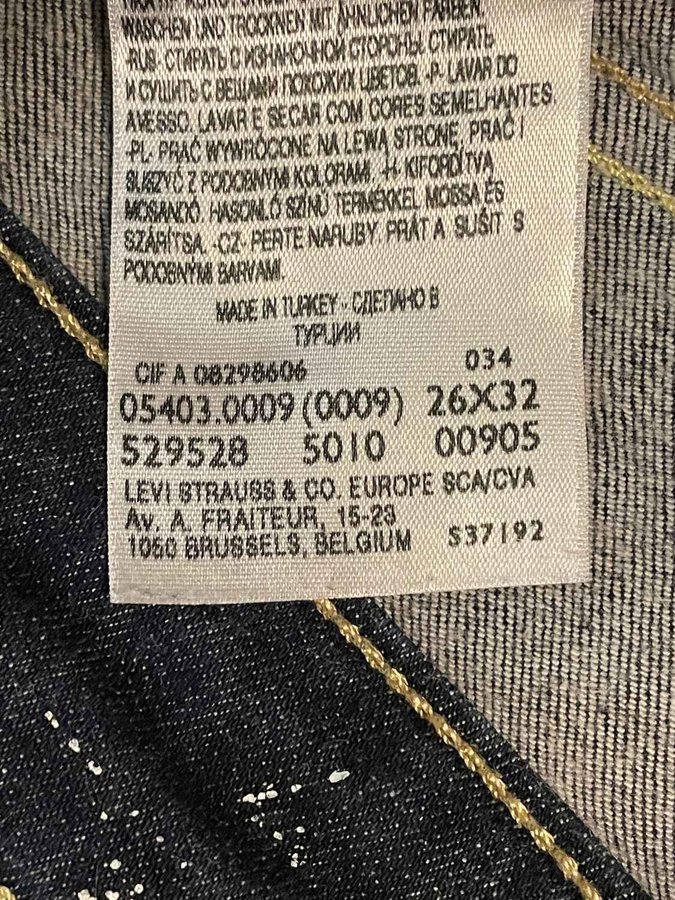 WASCHEN UND TROCKNEN MIT ÄHNLICHEN FARBEN.
-RUS- СТИРАТЬ С ИЗНАНОЧНОЙ СТОРОНЫ. СТИРАТЬ
И СУШИТЬ С ВЕЩАМИ ПОХОЖИХ ЦВЕТОВ. -P- LAVAR DO
AVESSO. LAVAR E SECAR COM CORES SEMELHANTES.
-PL- PRAĆ WYWRÓCONE NA LEWĄ STRONĘ, PRAĆ I
SUSZYĆ Z PODOBNYMI KOLORAMI. -H- KIFORDÍTVA
MOSANDÓ. HASONLÓ SZÍNŰ TERMÉKKEL MOSSA ÉS
SZÁRÍTSA. -CZ- PERTE NARUBY. PRÁT A SUŠIT S
PODOBNÝMI BARVAMI.
MADE IN TURKEY - СДЕЛАНО В
ТУРЦИИ
CIF A 08298606 034
05403.0009 (0009) 26X32
529528 5010 00905
LEVI STRAUSS & CO. EUROPE SCA/CVA
Av. A. FRAITEUR, 15-23
1050 BRUSSELS, BELGIUM S37192